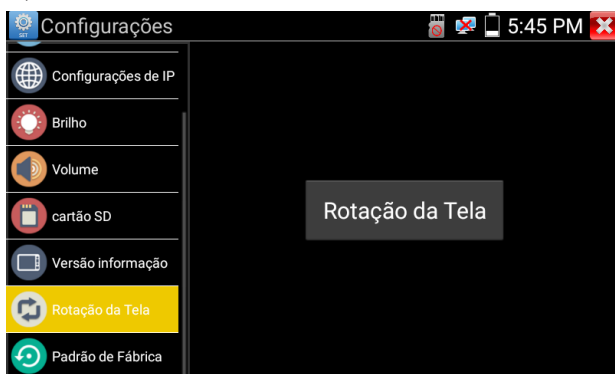 Configurações
5:45 PM
SET
Configurações de IP
Brilho
Volume
cartão SD
Versão informação
Rotação da Tela
Padrão de Fábrica
Rotação da Tela